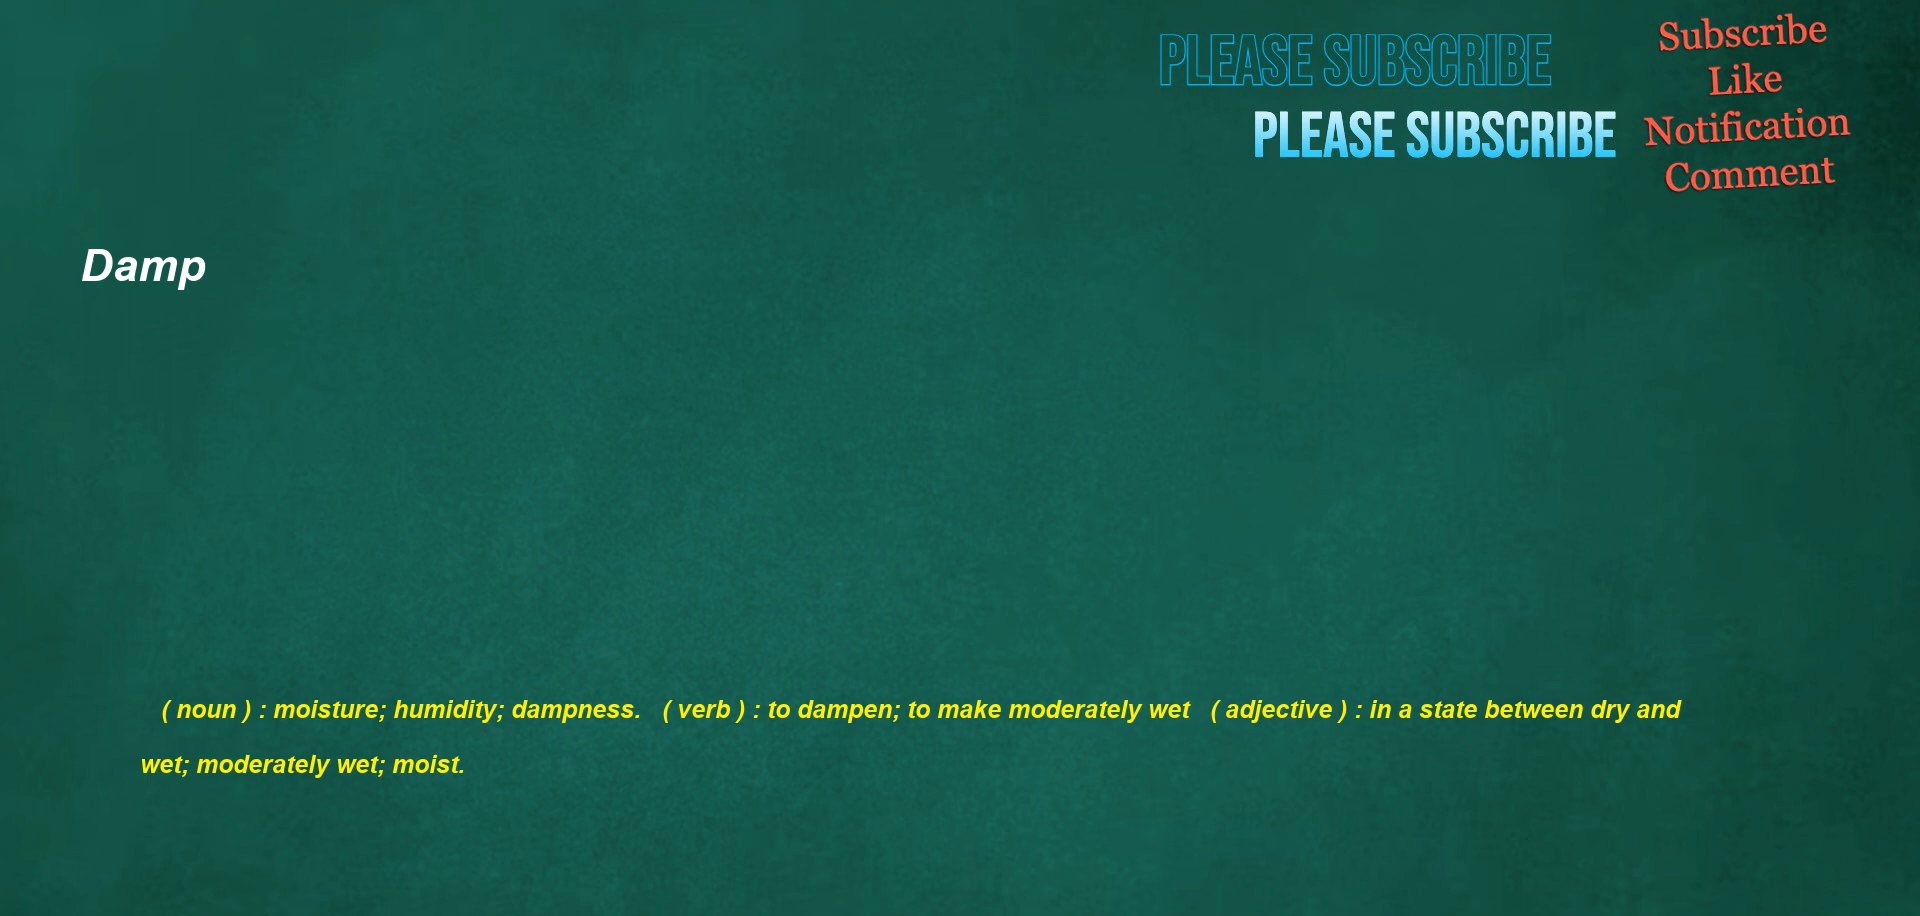 PLEASE SUBSCRIBE
PLEASE SUBSCRIBE
Subscribe
Like
Notification
Comment
Damp
( noun ) : moisture; humidity; dampness. ( verb ) : to dampen; to make moderately wet ( adjective ) : in a state between dry and
wet; moderately wet; moist.